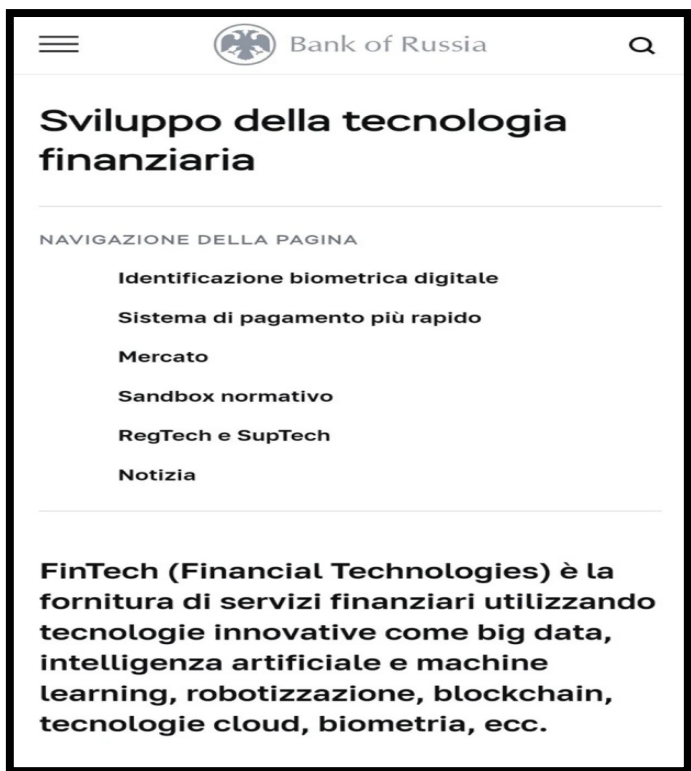 Bank of Russia
Sviluppo della tecnologia
finanziaria
NAVIGAZIONE DELLA PAGINA
Identificazione biometrica digitale
Sistema di pagamento più rapido
Mercato
Sandbox normativo
RegTech e SupTech
Notizia
FinTech (Financial Technologies) è la
fornitura di servizi finanziari utilizzando
tecnologie innovative come big data,
intelligenza artificiale e machine
learning, robotizzazione, blockchain,
tecnologie cloud, biometria, ecc.